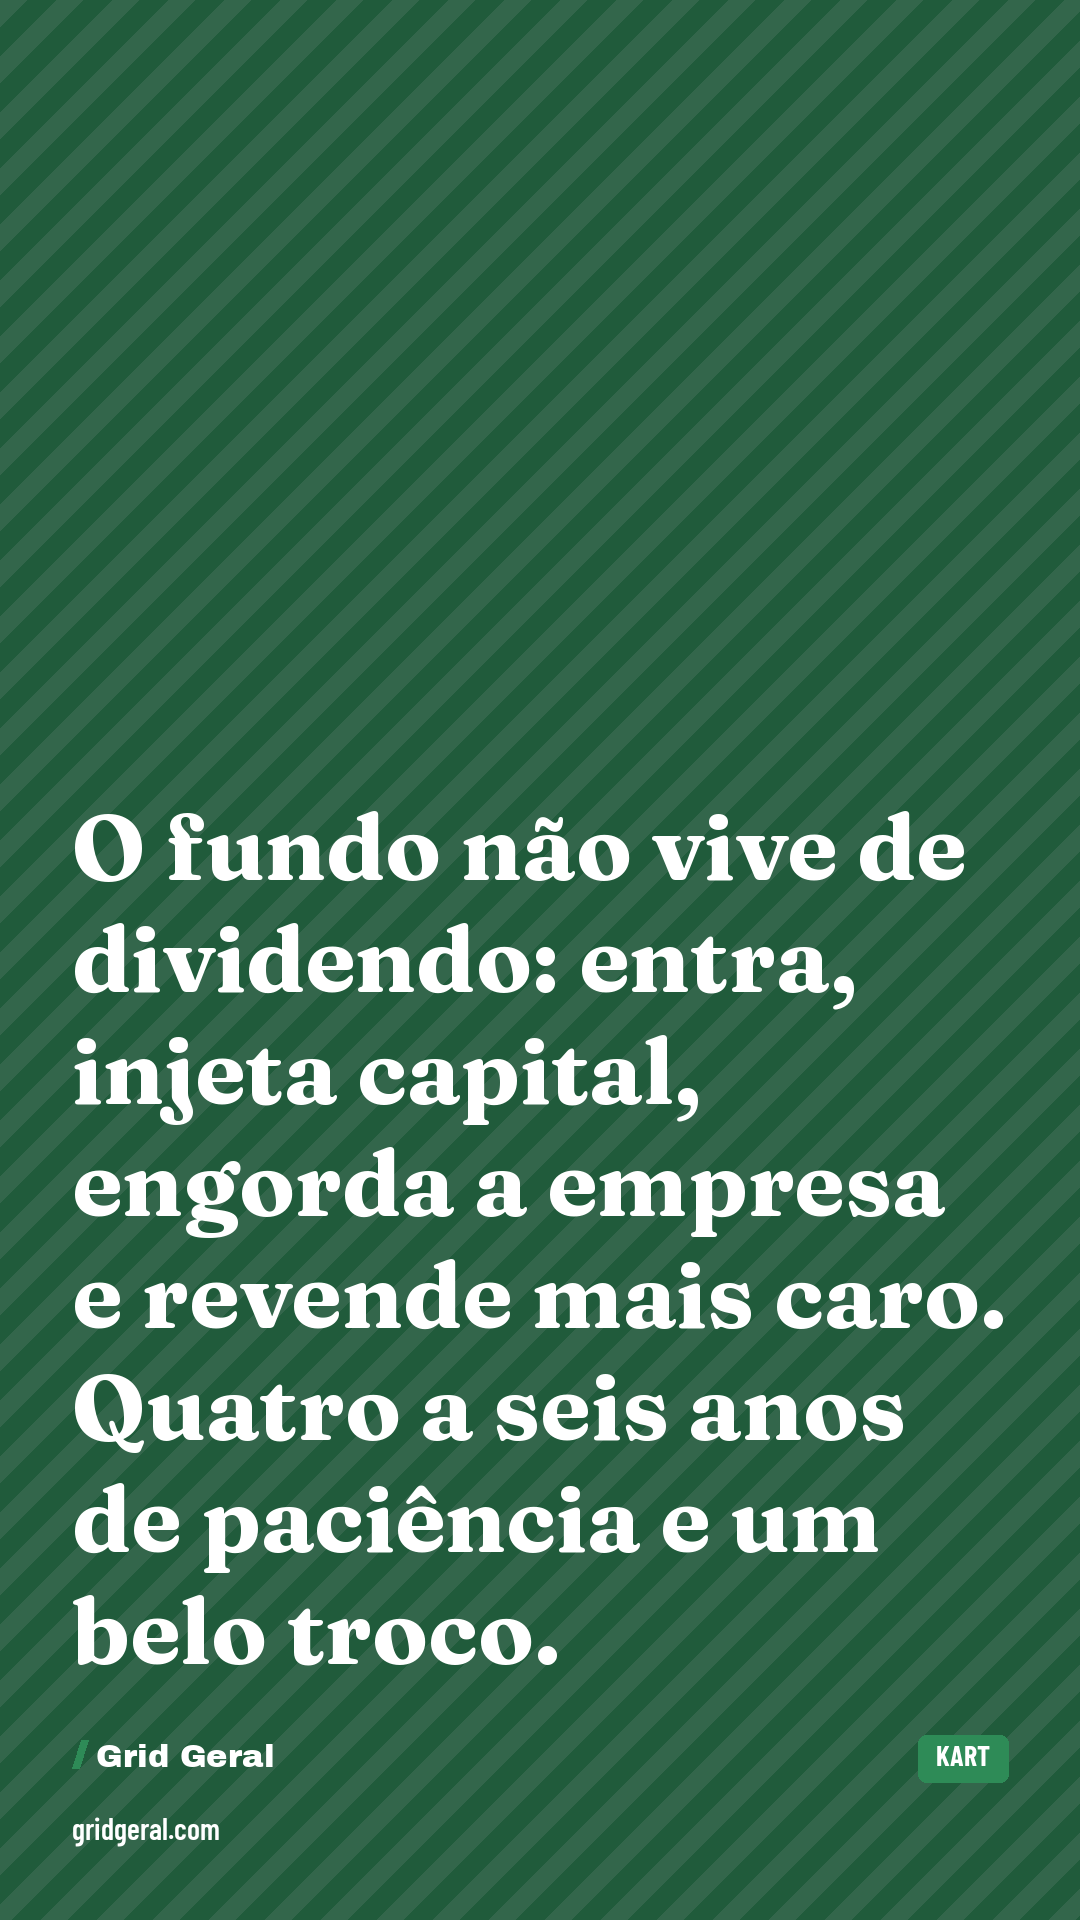 O fundo não vive de
dividendo: entra,
injeta capital,
engorda a empresa
e revende mais caro.
Quatro a seis anos
de paciência e um
belo troco.
/ Grid Geral
KART
gridgeral.com